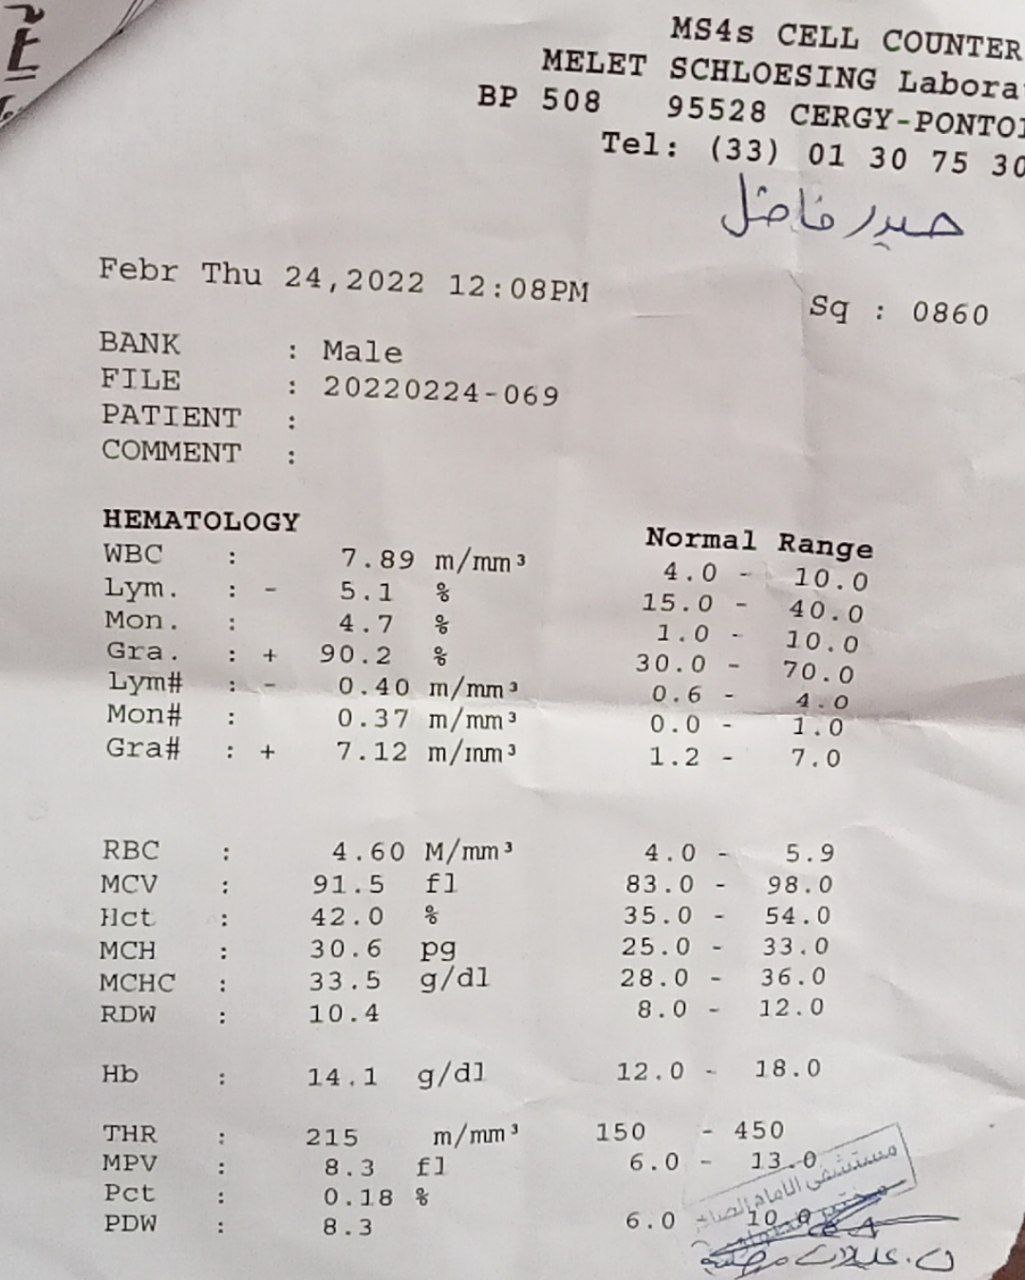 MS4s CELL COUNTER
MELET SCHLOESING
BP 508 95528
Tel: (33) 01 30 75 30
حيدر فاضل
Febr Thu 24,2022 12:08PM
Sq : 0860
BANK : Male
FILE : 20220224-069
PATIENT :
COMMENT :
HEMATOLOGY Normal Range
WBC : 7.89 m/mm³ 4.0 - 10.0
Lym. : - 5.1 % 15.0 - 40.0
Mon. : 4.7 % 1.0 - 10.0
Gra. : + 90.2 % 30.0 - 70.0
Lym# : - 0.40 m/mm³ 0.6 - 4.0
Mon# : 0.37 m/mm³ 0.0 - 1.0
Gra# : + 7.12 m/mm³ 1.2 - 7.0
RBC : 4.60 M/mm³ 4.0 - 5.9
MCV : 91.5 fl 83.0 - 98.0
Hct : 42.0 % 35.0 - 54.0
MCH : 30.6 pg 25.0 - 33.0
MCHC : 33.5 g/dl 28.0 - 36.0
RDW : 10.4 8.0 - 12.0
Hb : 14.1 g/dl 12.0 - 18.0
THR : 215 m/mm³ 150 - 450
MPV : 8.3 fl 6.0 - 13.0
Pct : 0.18 %
PDW : 8.3 6.0 10.0
مستشفى الامام